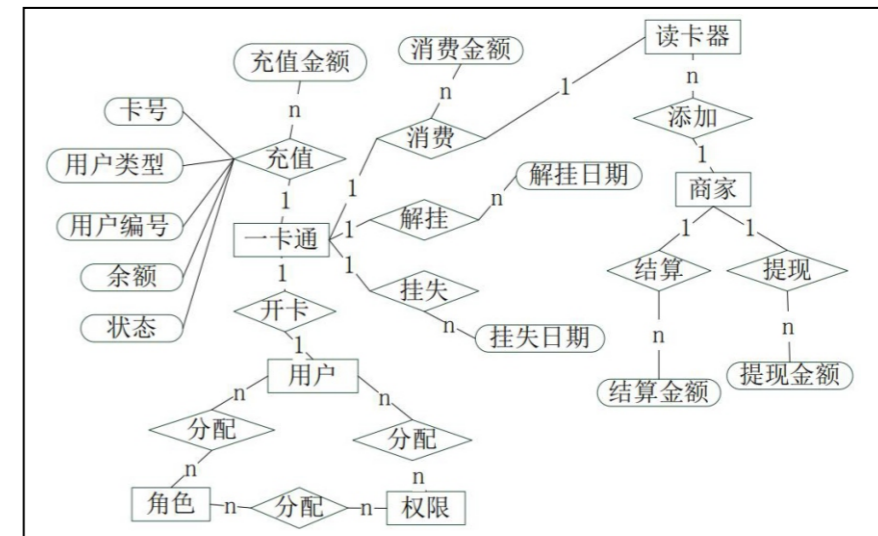 充值金额
消费金额
读卡器
n
n
n
1
卡号
添加
消费
充值
用户类型
1
解挂日期
商家
1
1
n
用户编号
解挂
1
1
1
一卡通
1
余额
1
结算
提现
挂失
开卡
状态
n
n
n
挂失日期
1
用户
提现金额
结算金额
n
n
分配
分配
n
n
角色
n
分配
n
权限